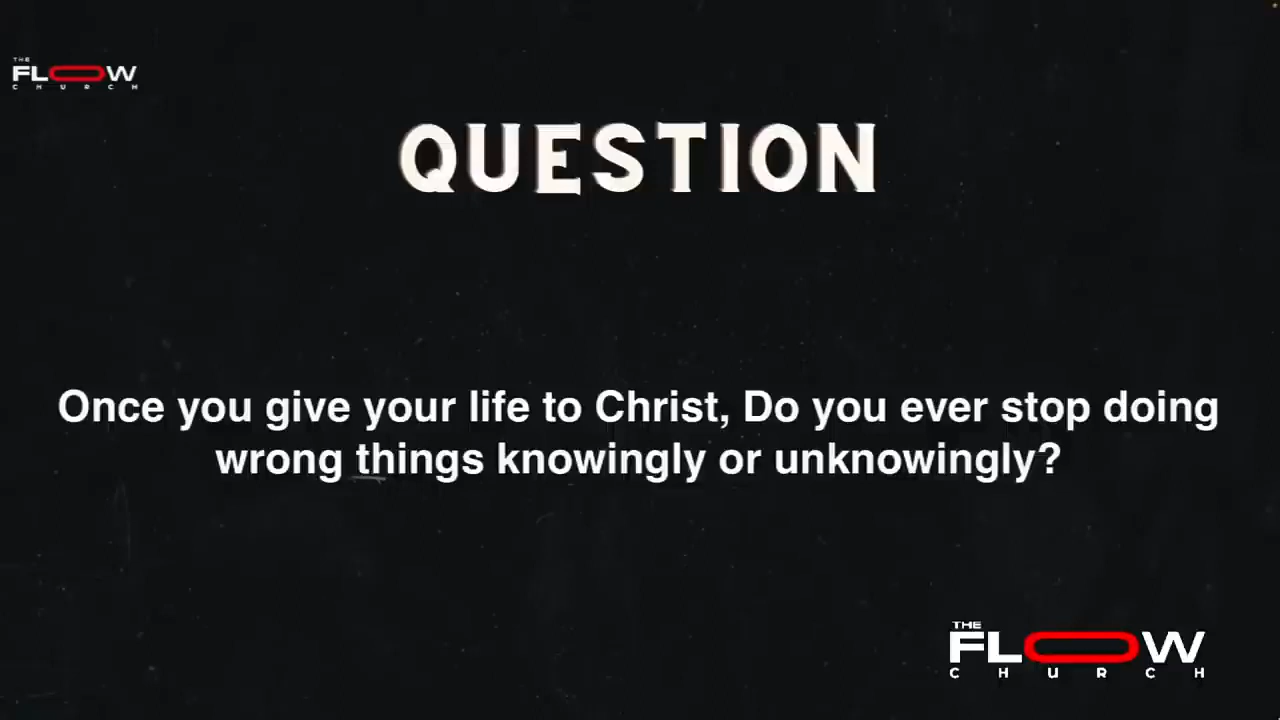 THE
FLOW
CHURCH
QUESTION
Once you give your life to Christ, Do you ever stop doing
wrong things knowingly or unknowingly?
THE
FLOW
CHURCH